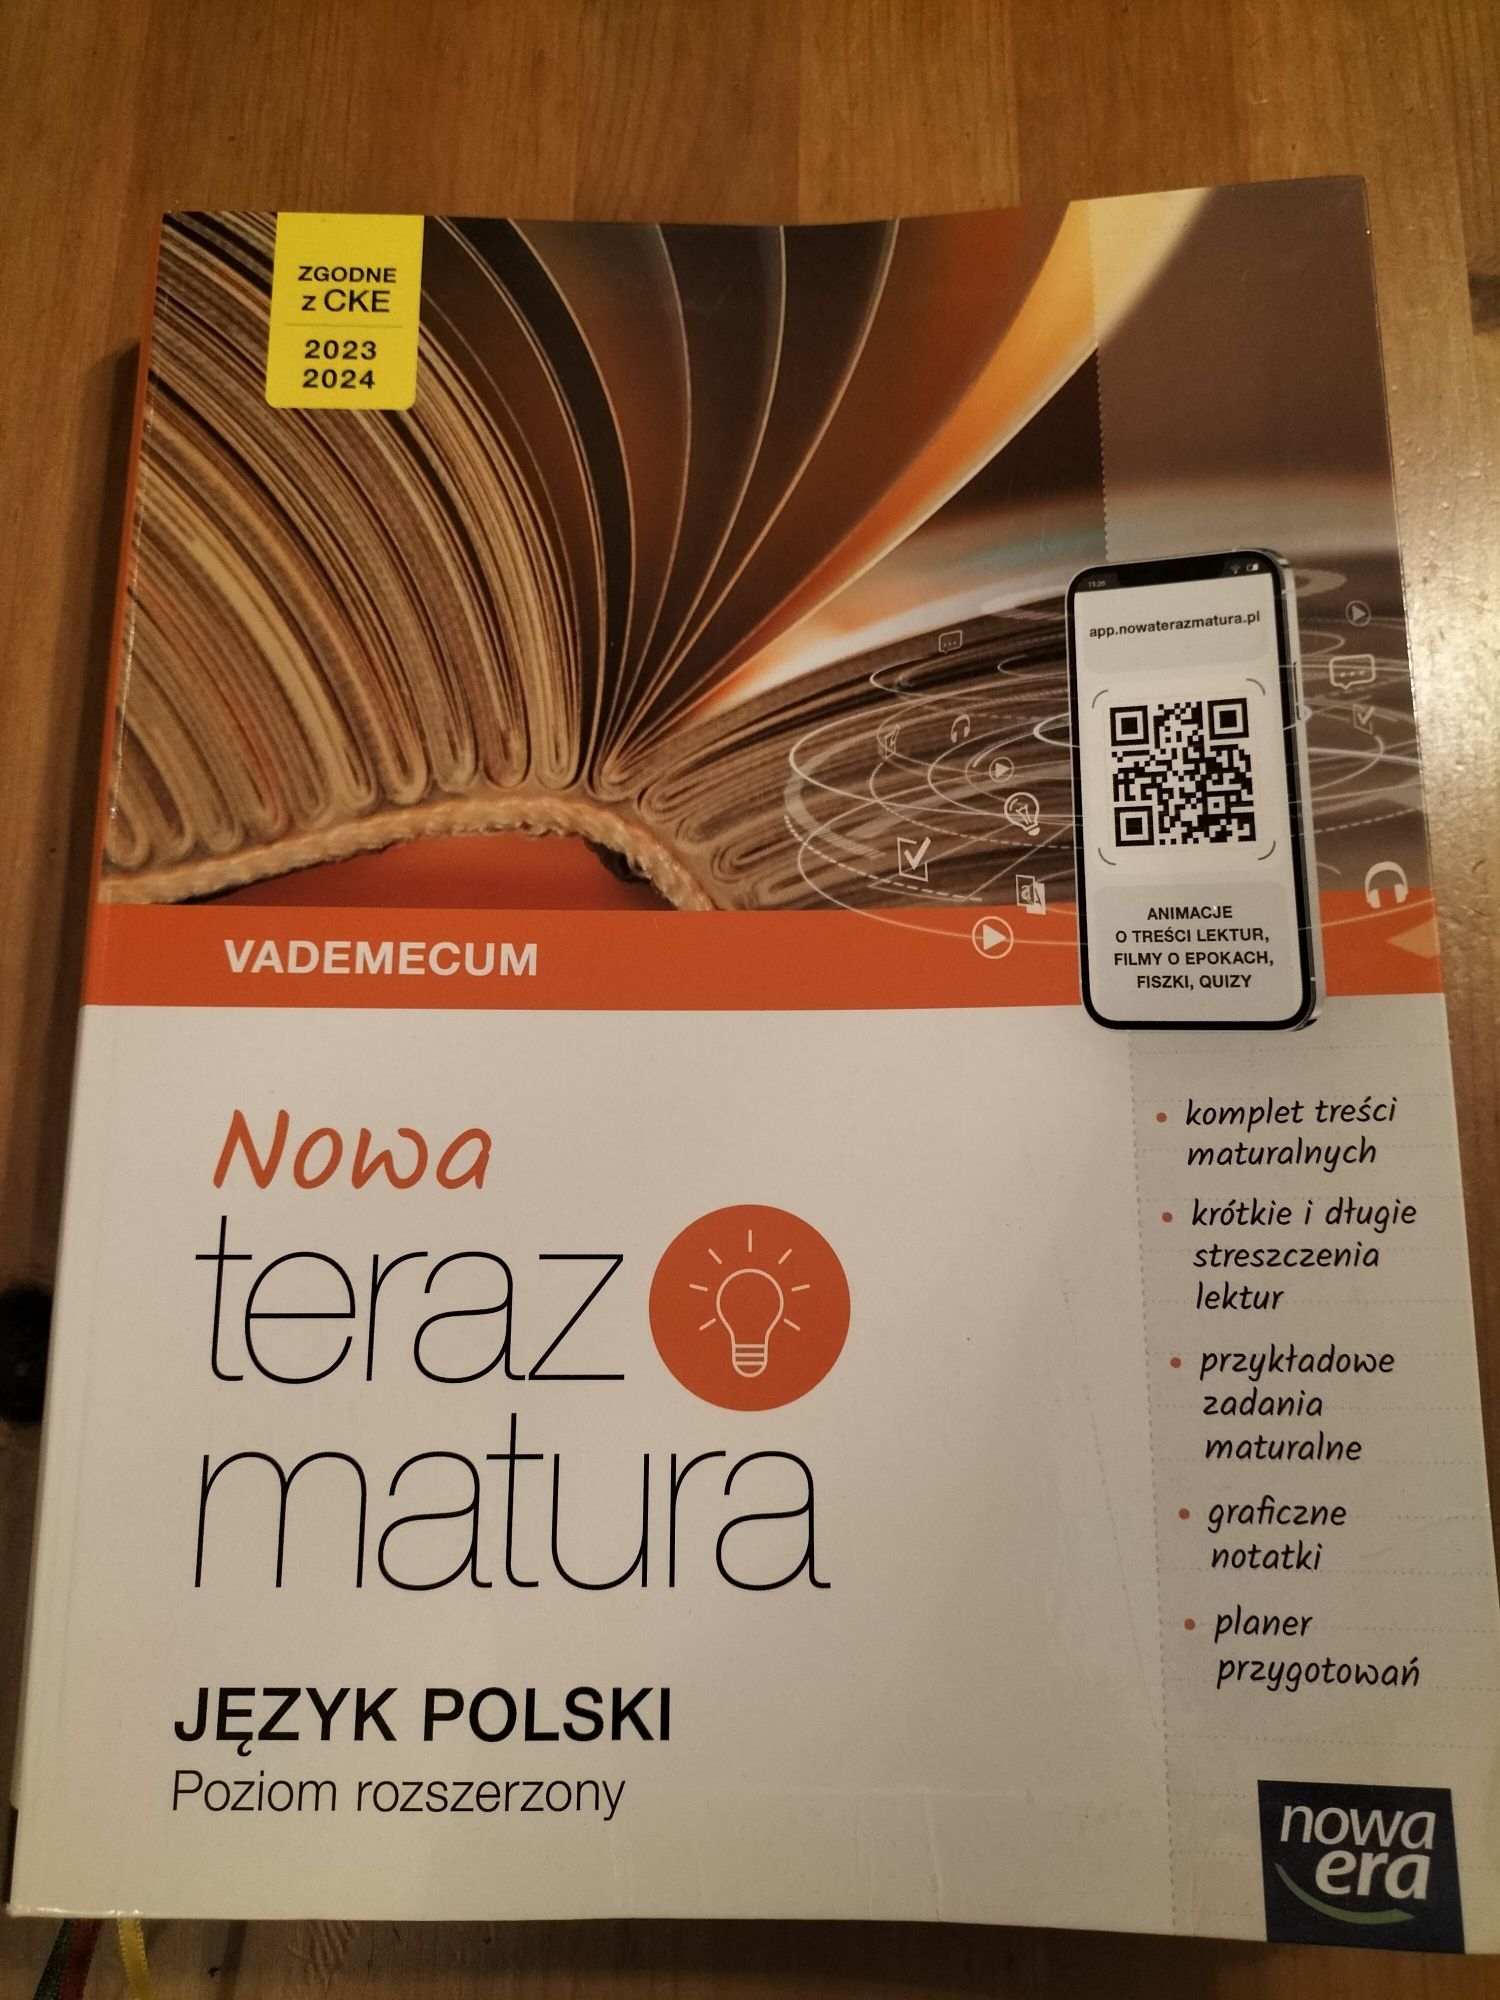 ZGODNE
z CKE
2023
2024
15:20
app.nowaterazmatura.pl
ANIMACJE
O TREŚCI LEKTUR,
FILMY O EPOKACH,
FISZKI, QUIZY
VADEMECUM
Nowa
teraz
matura
JĘZYK POLSKI
Poziom rozszerzony
• komplet treści
maturalnych
• krótkie i długie
streszczenia
lektur
• przykładowe
zadania
maturalne
• graficzne
notatki
• planer
przygotowań
nowa
era